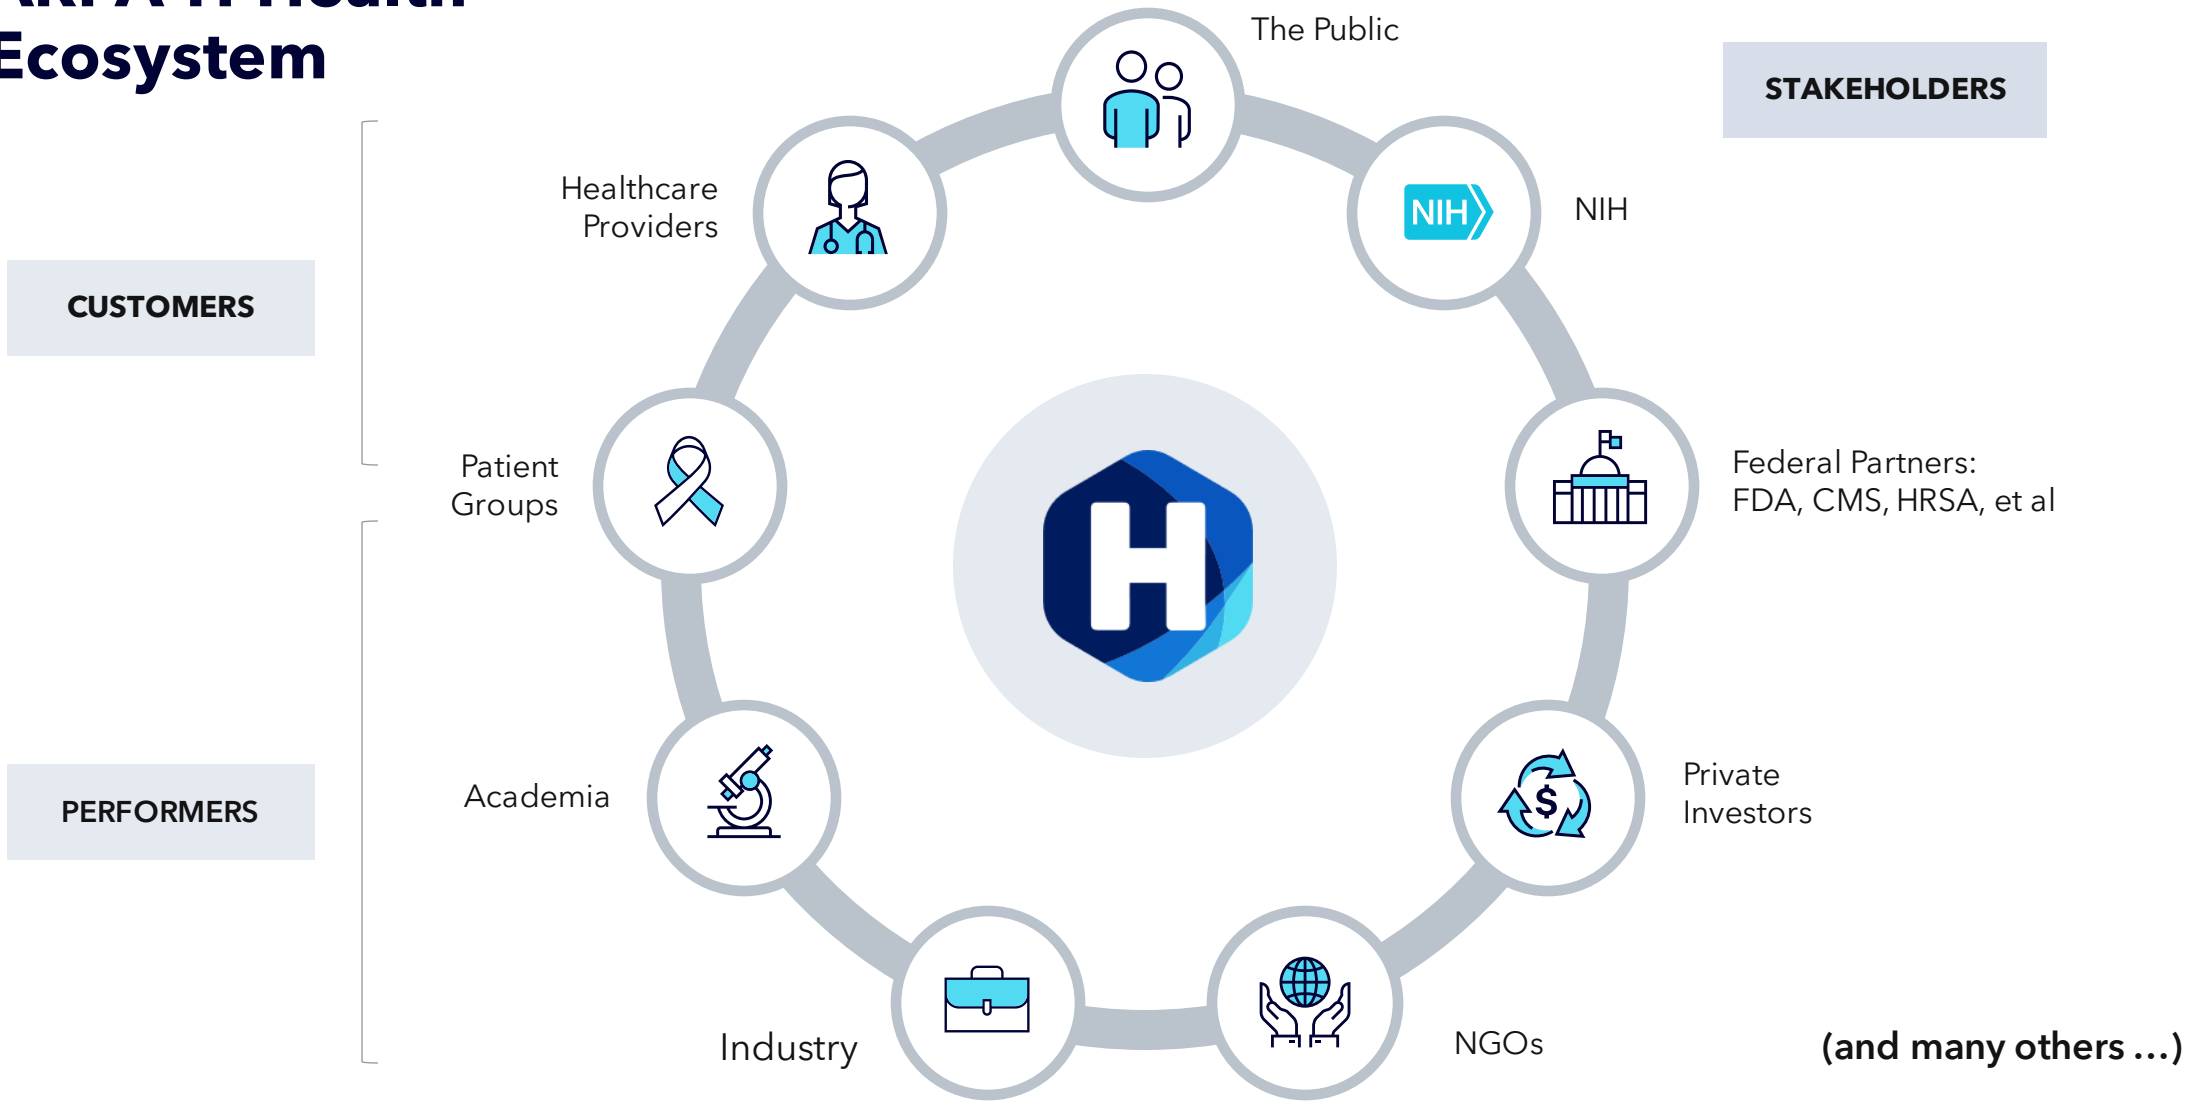 Ecosystem
The Public
STAKEHOLDERS
Healthcare
Providers
NIH
NIH
CUSTOMERS
Patient
Groups
Federal Partners:
FDA, CMS, HRSA, et al
H
Academia
$
Private
Investors
PERFORMERS
Industry
NGOs
(and many others ...)